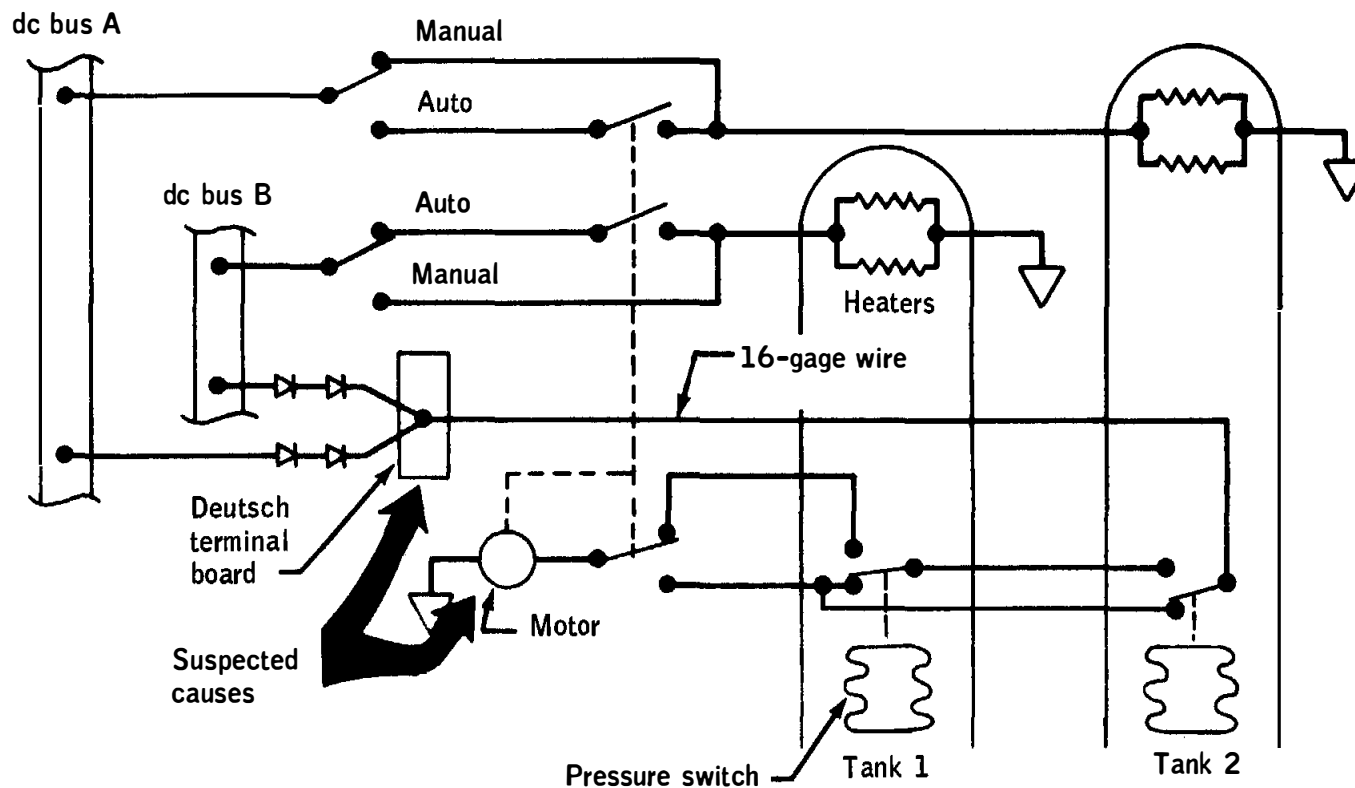 dc bus A
Manual
Auto
dc bus B
Auto
Manual
Heaters
16-gage wire
Deutsch
terminal
board
Motor
Suspected
causes
Pressure switch
Tank 1
Tank 2